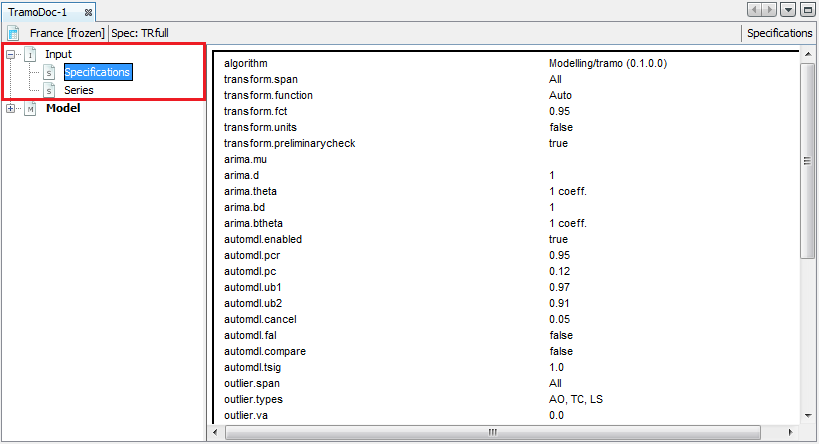 TramoDoc-1
France [frozen] Spec: TRfull Specifications
Input
Specifications
Series
Model
algorithm Modelling/tramo (0.1.0.0)
transform.span All
transform.function Auto
transform.fct 0.95
transform.units false
transform.preliminarycheck true
arima.mu
arima.d 1
arima.theta 1 coeff.
arima.bd 1
arima.btheta 1 coeff.
automdl.enabled true
automdl.pcr 0.95
automdl.pc 0.12
automdl.ub1 0.97
automdl.ub2 0.91
automdl.cancel 0.05
automdl.fal false
automdl.compare false
automdl.tsig 1.0
outlier.span All
outlier.types AO, TC, LS
outlier.va 0.0